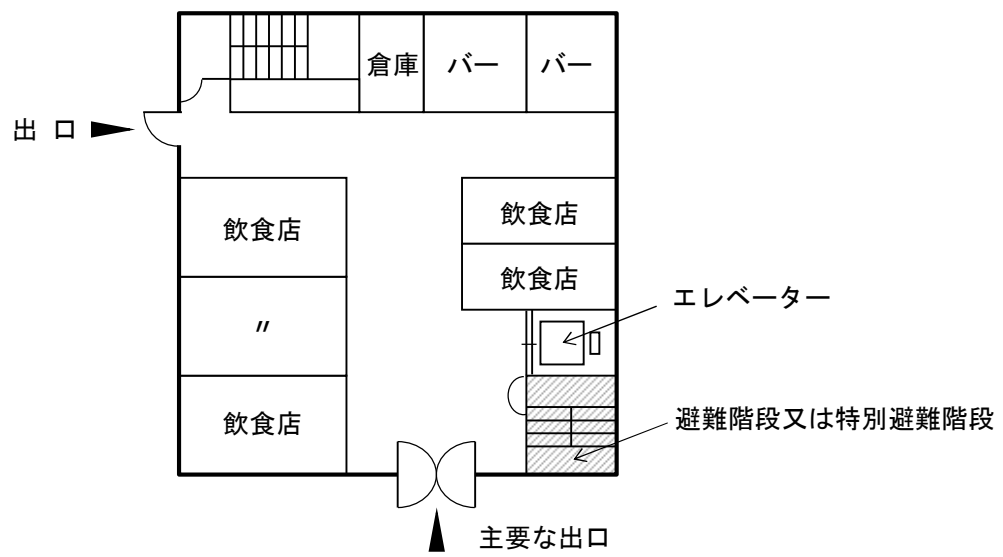 倉庫
バー
バー
出 口
飲食店
飲食店
飲食店
エレベーター
〃
飲食店
避難階段又は特別避難階段
主要な出口